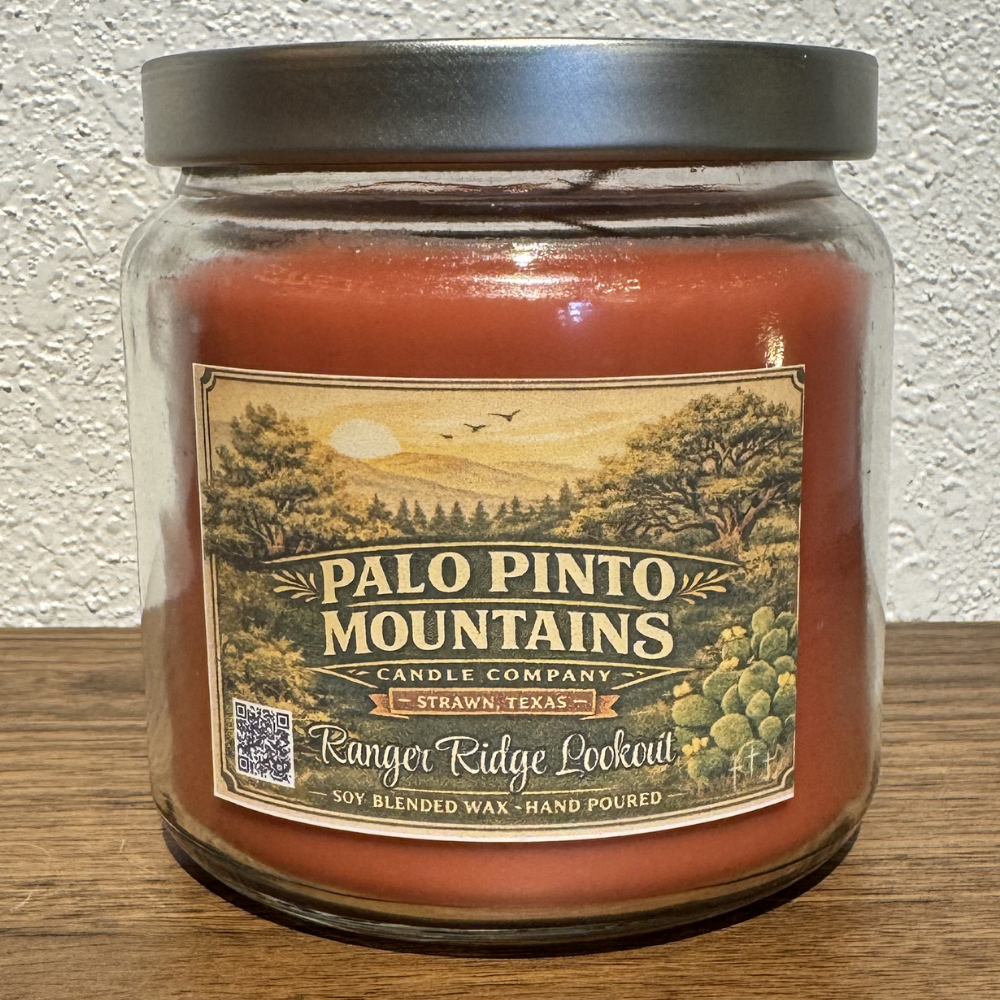 PALO PINTO
MOUNTAINS
CANDLE COMPANY
STRAWN, TEXAS
Ranger Ridge Lookout
SOY BLENDED WAX - HAND POURED